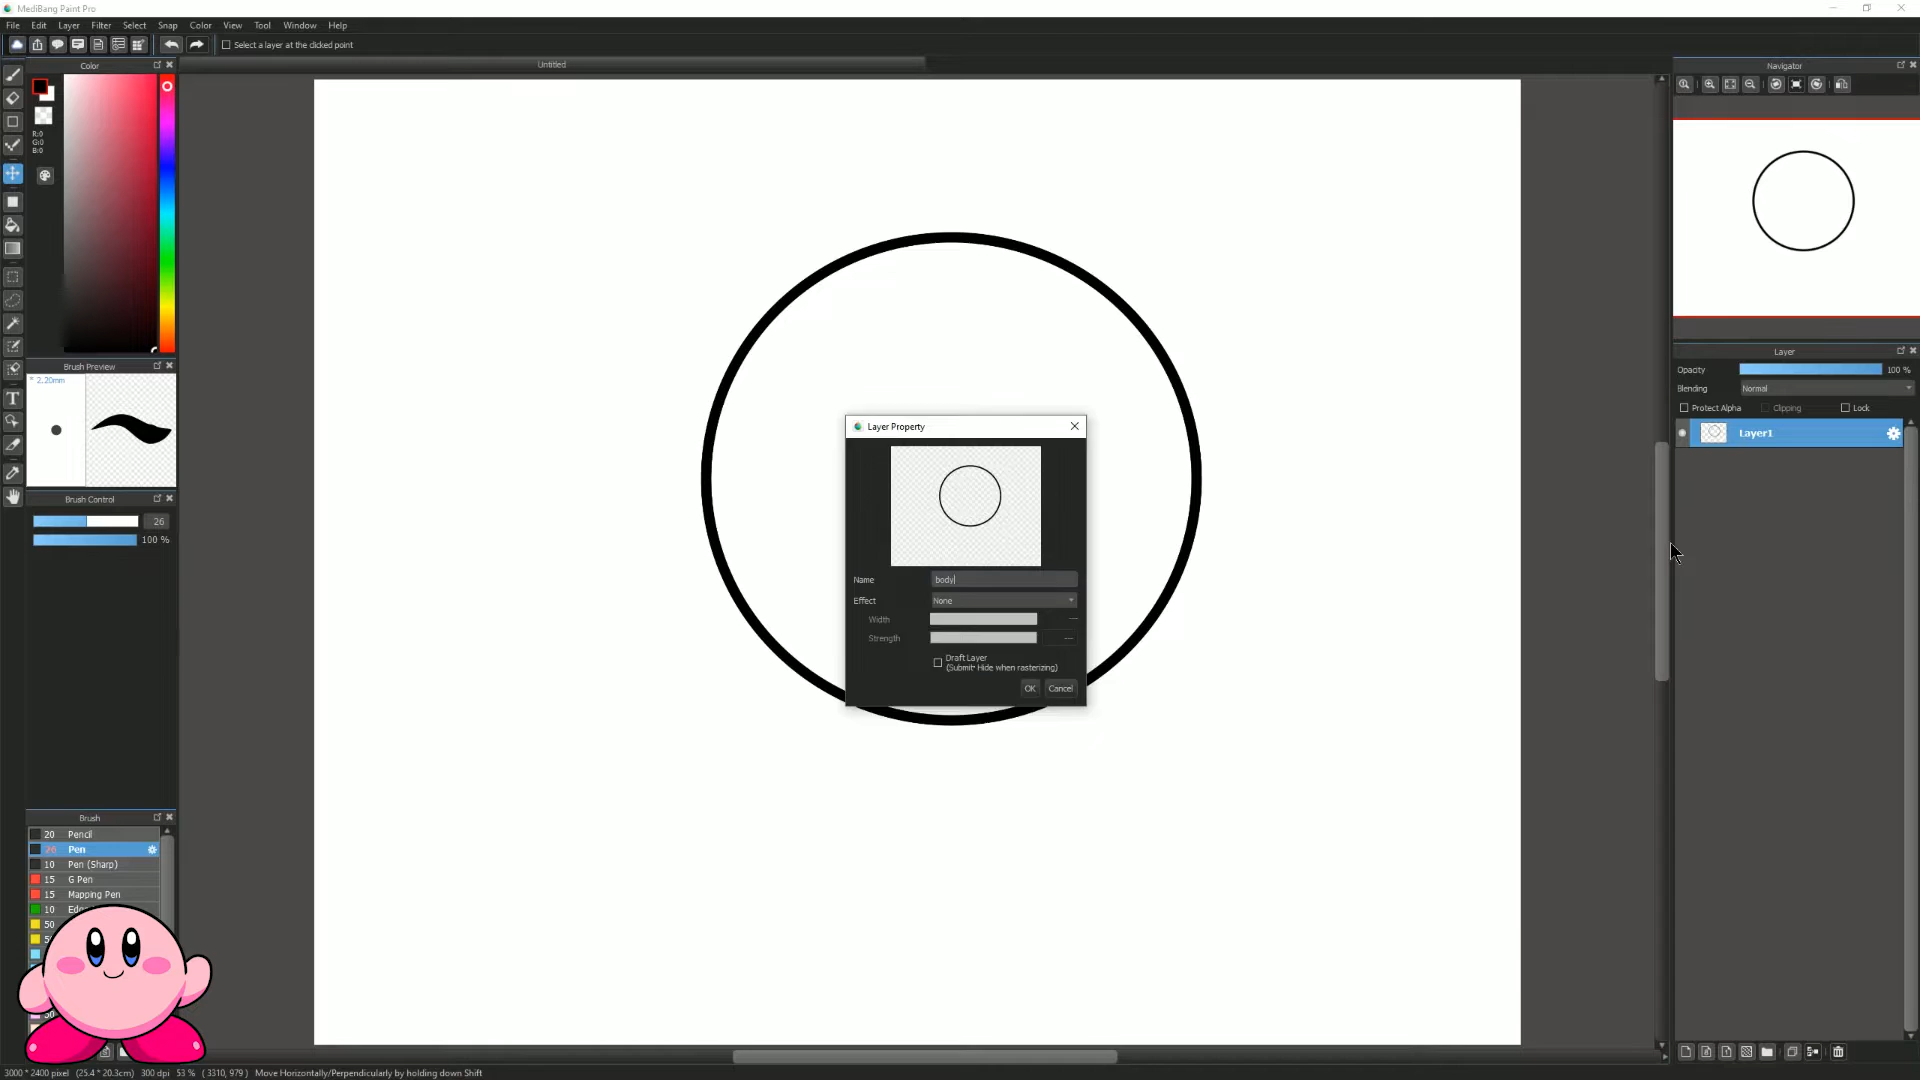 MediBang Paint Pro
File Edit Layer Filter Select Snap Color View Tool Window Help
Select a layer at the clicked point
Color
Untitled
Navigator
R:0
G:0
B:0
Layer
Opacity 100 %
Blending Normal
Protect Alpha Clipping Lock
Layer1
Brush Preview
* 2.20mm
Layer Property
Name body
Effect None
Width
Strength
Draft Layer
(Submit· Hide when rasterizing)
OK Cancel
Brush Control
26
100 %
Brush
20 Pencil
26 Pen
10 Pen (Sharp)
15 G Pen
15 Mapping Pen
10
50
3000 * 2400 pixel (25.4 * 20.3cm) 300 dpi 53 % ( 3310, 979 ) Move Horizontally/Perpendicularly by holding down Shift